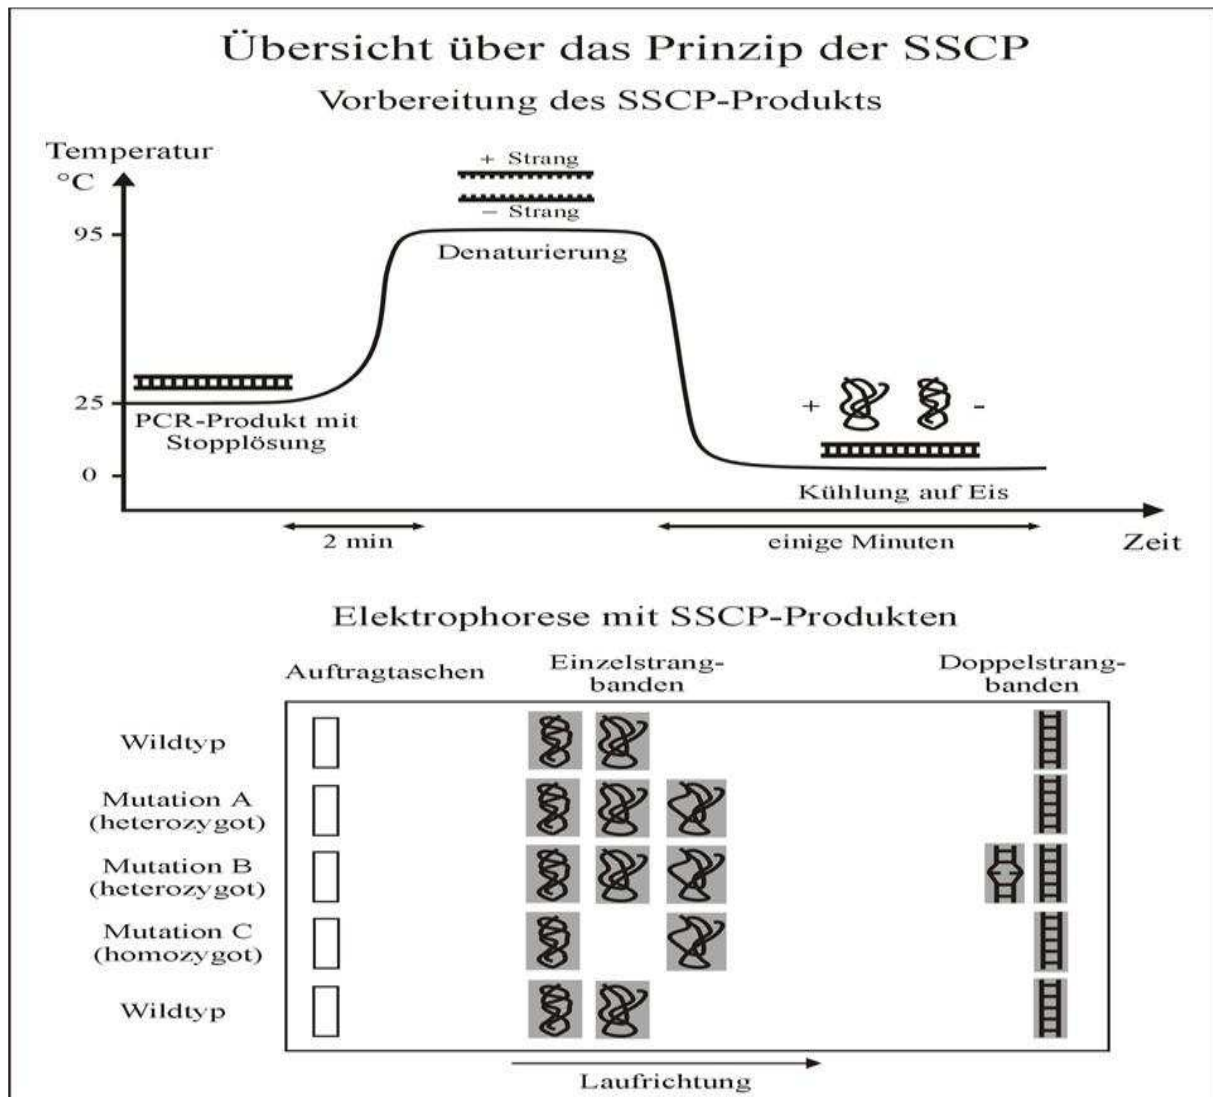 Übersicht über das Prinzip der SSCP
Vorbereitung des SSCP-Produkts
Temperatur
°C
+ Strang
− Strang
95
Denaturierung
25
PCR-Produkt mit
Stopplösung
+
-
0
Kühlung auf Eis
2 min
einige Minuten
Zeit
Elektrophorese mit SSCP-Produkten
Auftragtaschen
Einzelstrang-
banden
Doppelstrang-
banden
Wildtyp
Mutation A
(heterozygot)
Mutation B
(heterozygot)
Mutation C
(homozygot)
Wildtyp
Laufrichtung